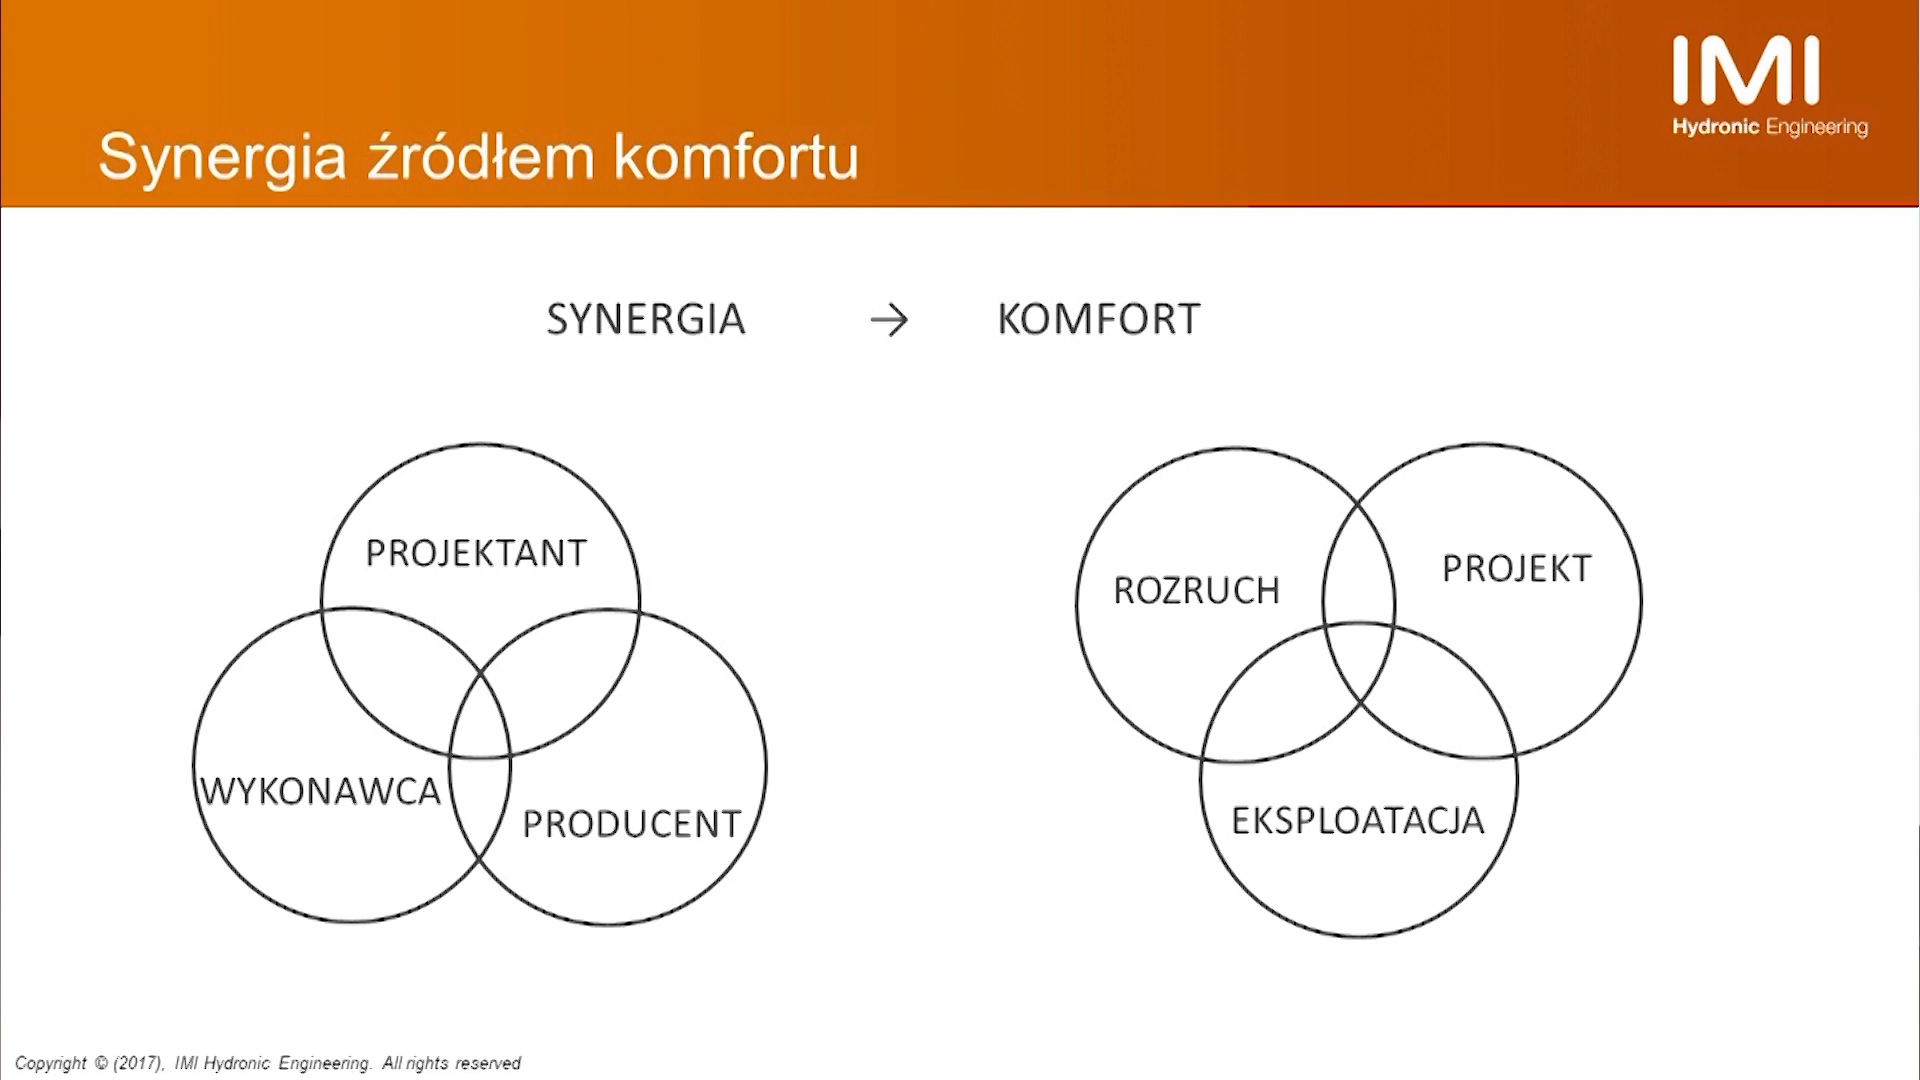 IMI
Hydronic Engineering
Synergia źródłem komfortu
SYNERGIA → KOMFORT
PROJEKTANT
WYKONAWCA
PRODUCENT
ROZRUCH
PROJEKT
EKSPLOATACJA
Copyright © (2017), IMI Hydronic Engineering. All rights reserved